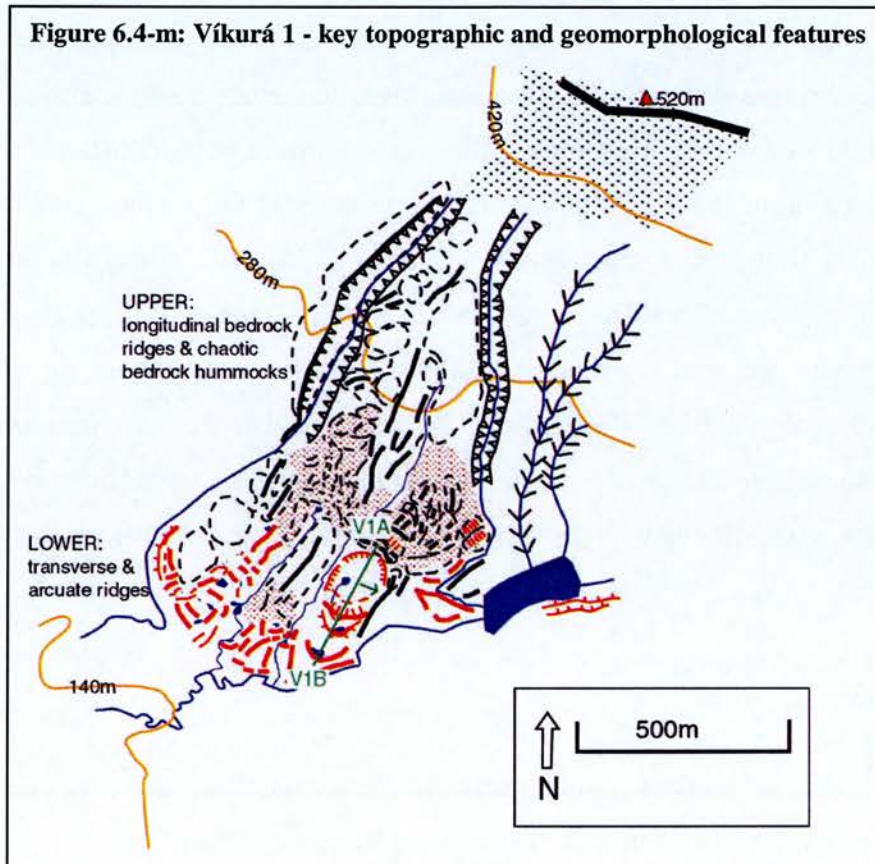 Figure 6.4-m: Víkurá 1 - key topographic and geomorphological features
520m
420m
280m
UPPER:
longitudinal bedrock
ridges & chaotic
bedrock hummocks
V1A
LOWER:
transverse &
arcuate ridges
V1B
140m
500m
N